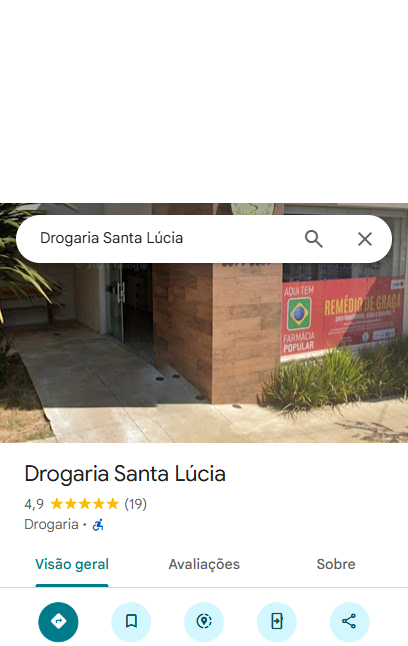 Drogaria Santa Lúcia
AQUI TEM
FARMÁCIA
POPULAR
REMÉDIO DE GRAÇA
Drogaria Santa Lúcia
4,9 (19)
Drogaria ·
Visão geral
Avaliações
Sobre